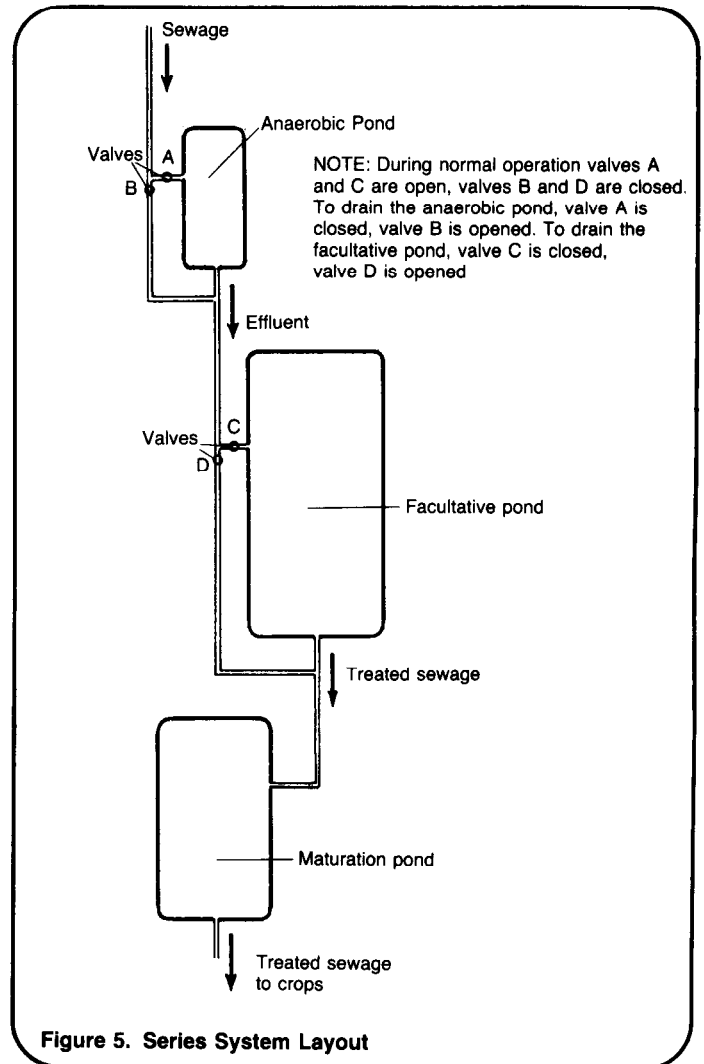 Sewage
Anaerobic Pond
Valves
A
B
NOTE: During normal operation valves A
and C are open, valves B and D are closed.
To drain the anaerobic pond, valve A is
closed, valve B is opened. To drain the
facultative pond, valve C is closed,
valve D is opened
Effluent
Valves
C
D
Facultative pond
Treated sewage
Maturation pond
Treated sewage
to crops
Figure 5. Series System Layout